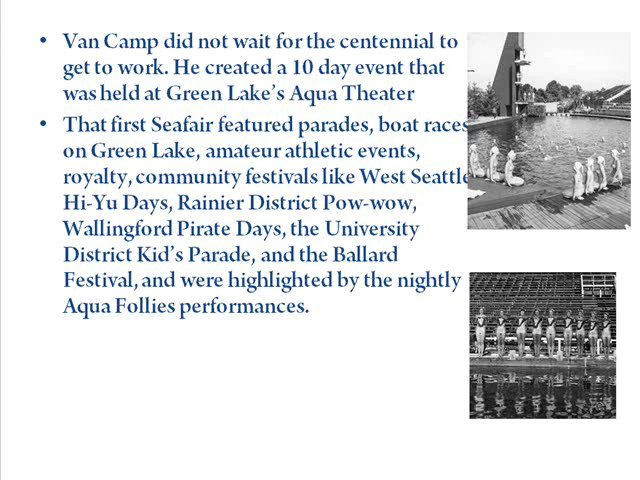 • Van Camp did not wait for the centennial to
get to work. He created a 10 day event that
was held at Green Lake's Aqua Theater
• That first Seafair featured parades, boat races
on Green Lake, amateur athletic events,
royalty, community festivals like West Seattle
Hi-Yu Days, Rainier District Pow-wow,
Wallingford Pirate Days, the University
District Kid's Parade, and the Ballard
Festival, and were highlighted by the nightly
Aqua Follies performances.